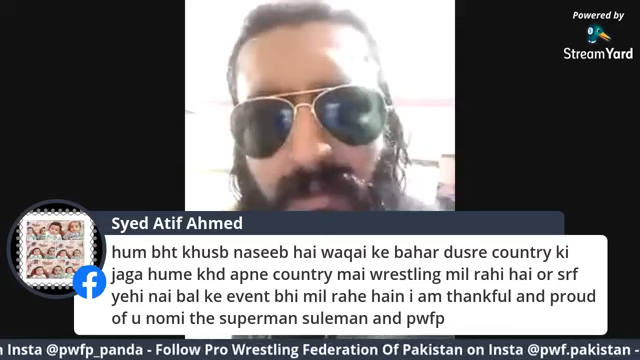 Powered by
StreamYard
Syed Atif Ahmed
hum bht khusb naseeb hai waqai ke bahar dusre country ki
jaga hume khd apne country mai wrestling mil rahi hai or srf
yehi nai bal ke event bhi mil rahe hain i am thankful and proud
of u nomi the superman suleman and pwfp
n Insta @pwfp_panda - Follow Pro Wrestling Federation Of Pakistan on Insta @pwf.pakistan -